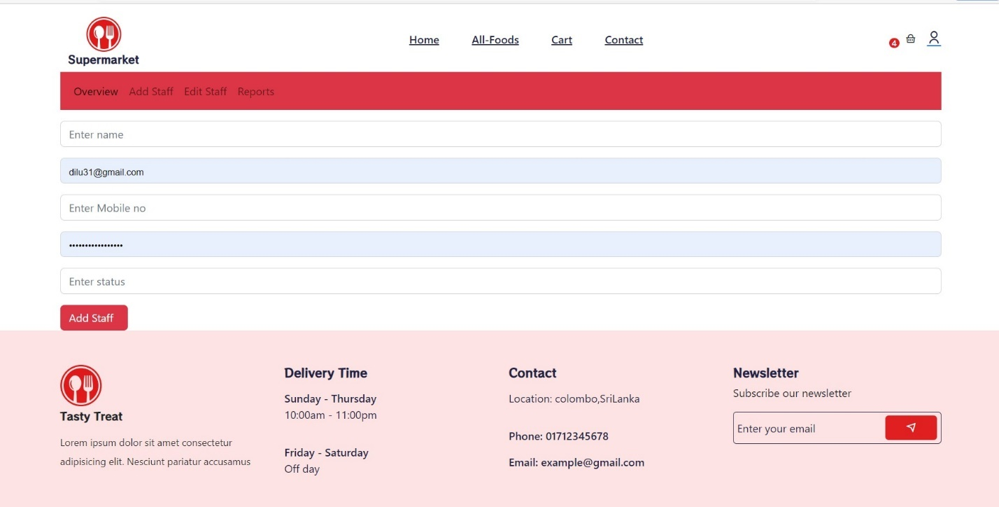 Supermarket
Home All-Foods Cart Contact
4
Overview Add Staff Edit Staff Reports
Enter name
dilu31@gmail.com
Enter Mobile no
•••••••••••••••••
Enter status
Add Staff
Tasty Treat
Lorem ipsum dolor sit amet consectetur
adipisicing elit. Nesciunt pariatur accusamus
Delivery Time
Sunday - Thursday
10:00am - 11:00pm
Friday - Saturday
Off day
Contact
Location: colombo,SriLanka
Phone: 01712345678
Email: example@gmail.com
Newsletter
Subscribe our newsletter
Enter your email